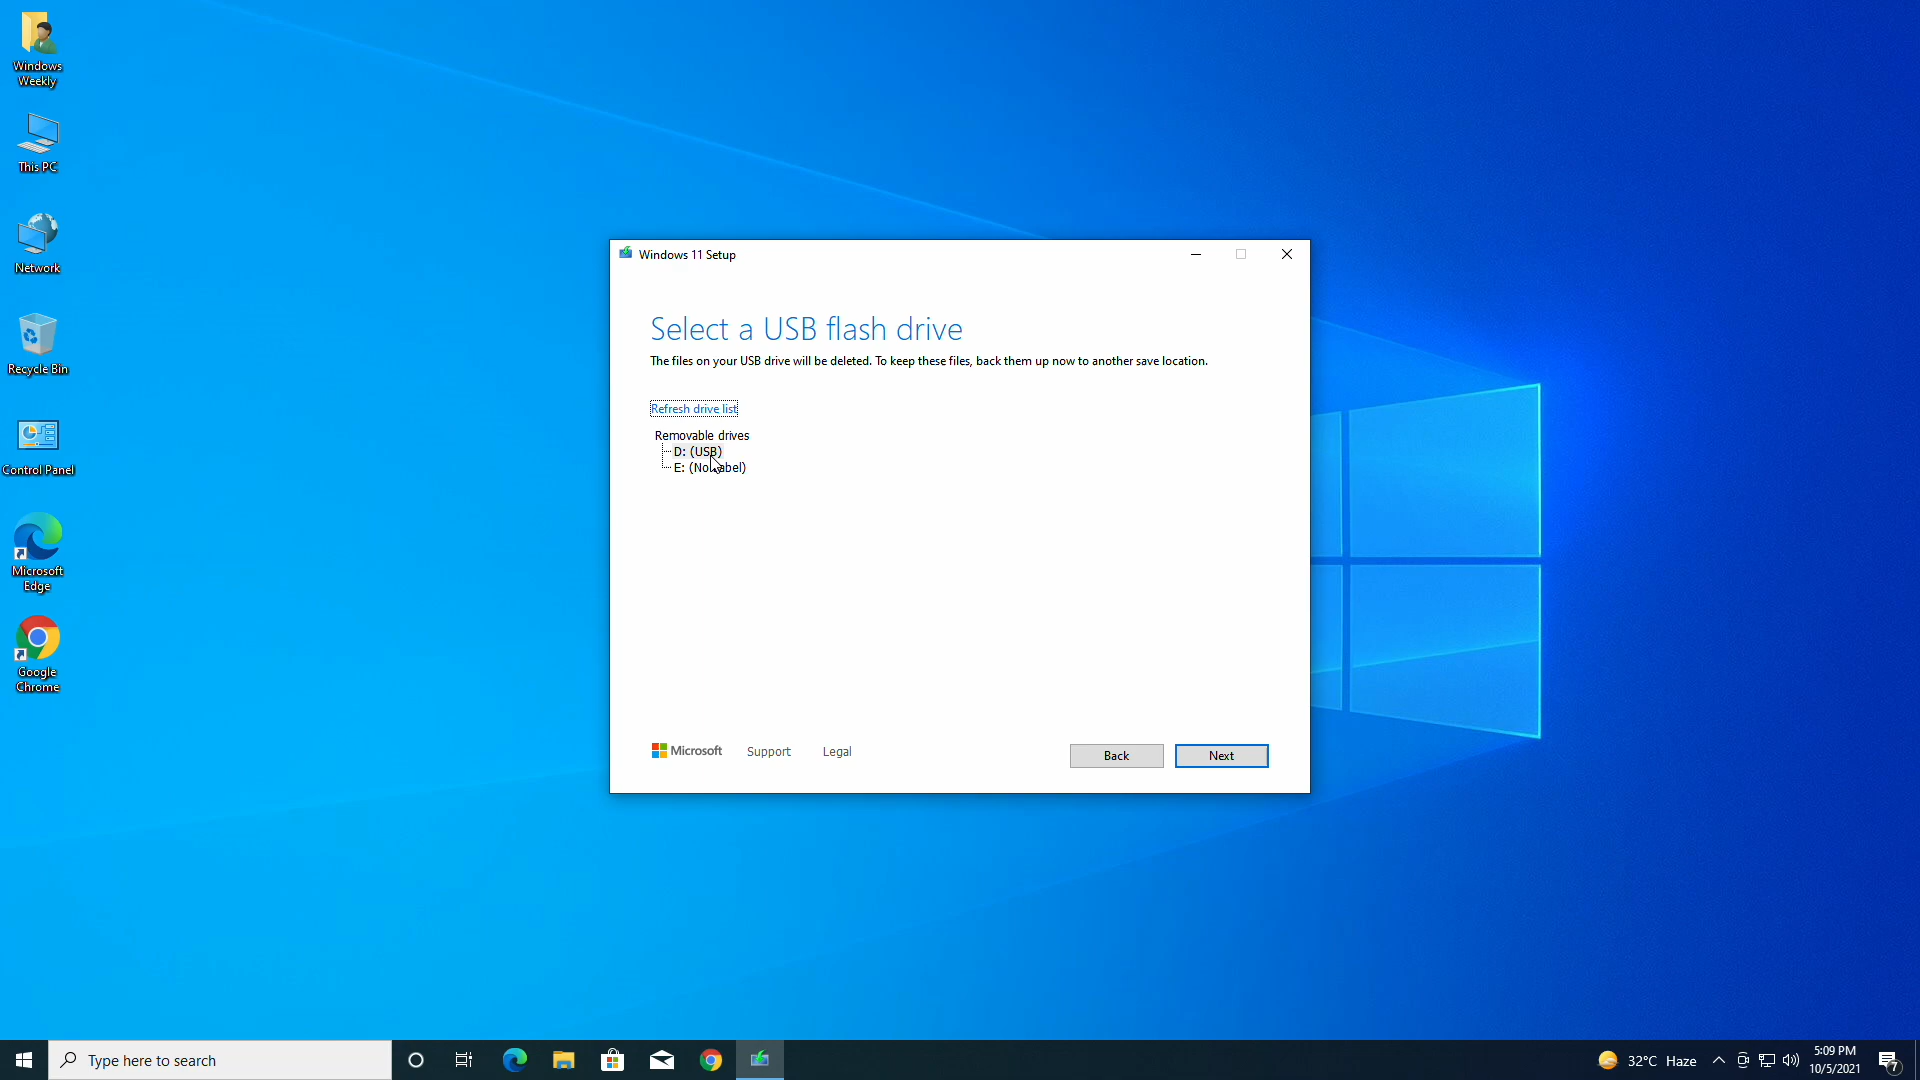 Windows
Weekly
This PC
Network
Recycle Bin
Control Panel
Microsoft
Edge
Google
Chrome
Windows 11 Setup
Select a USB flash drive
The files on your USB drive will be deleted. To keep these files, back them up now to another save location.
Refresh drive list
Removable drives
D: (USB)
E: (No label)
Microsoft Support Legal
Back Next
Type here to search
32°C Haze
5:09 PM
10/5/2021
7